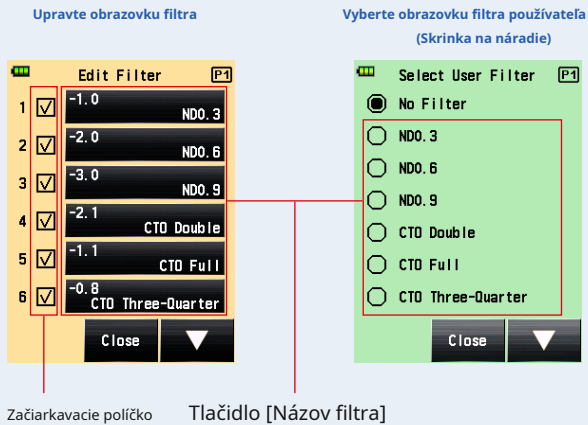 Upravte obrazovku filtra
Vyberte obrazovku filtra používateľa
(Skrinka na náradie)
Edit Filter P1
1 -1.0
ND0.3
2 -2.0
ND0.6
3 -3.0
ND0.9
4 -2.1
CTO Double
5 -1.1
CTO Full
6 -0.8
CTO Three-Quarter
Close
Select User Filter P1
No Filter
ND0.3
ND0.6
ND0.9
CTO Double
CTO Full
CTO Three-Quarter
Close
Začiarkavacie políčko
Tlačidlo [Názov filtra]